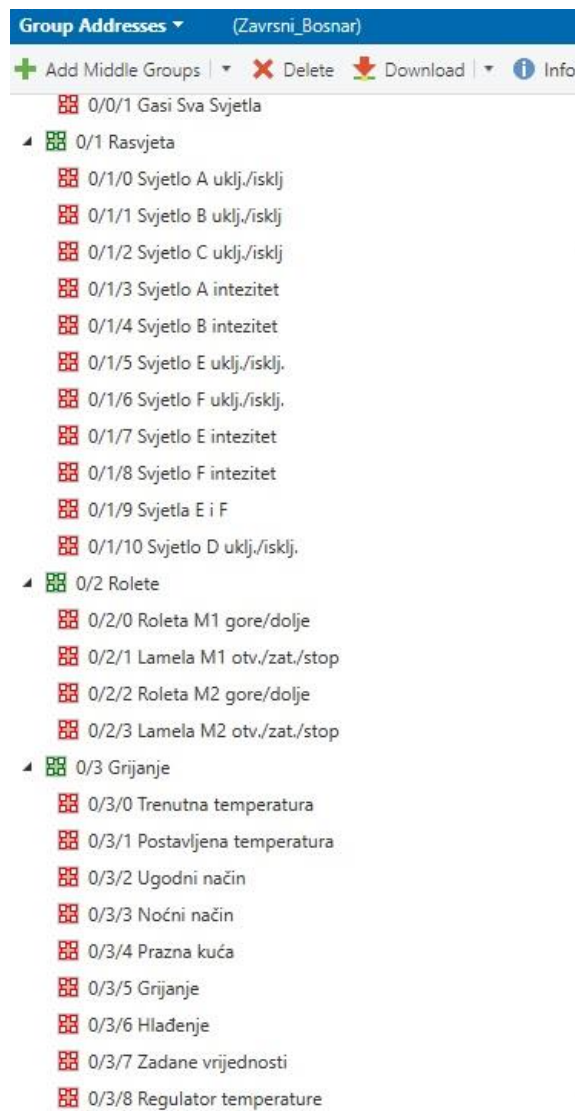 Group Addresses (Zavrsni_Bosnar)
Add Middle Groups Delete Download Info
0/0/1 Gasi Sva Svjetla
0/1 Rasvjeta
0/1/0 Svjetlo A uklj./isklj
0/1/1 Svjetlo B uklj./isklj
0/1/2 Svjetlo C uklj./isklj
0/1/3 Svjetlo A intezitet
0/1/4 Svjetlo B intezitet
0/1/5 Svjetlo E uklj./isklj.
0/1/6 Svjetlo F uklj./isklj.
0/1/7 Svjetlo E intezitet
0/1/8 Svjetlo F intezitet
0/1/9 Svjetla E i F
0/1/10 Svjetlo D uklj./isklj.
0/2 Rolete
0/2/0 Roleta M1 gore/dolje
0/2/1 Lamela M1 otv./zat./stop
0/2/2 Roleta M2 gore/dolje
0/2/3 Lamela M2 otv./zat./stop
0/3 Grijanje
0/3/0 Trenutna temperatura
0/3/1 Postavljena temperatura
0/3/2 Ugodni način
0/3/3 Noćni način
0/3/4 Prazna kuća
0/3/5 Grijanje
0/3/6 Hlađenje
0/3/7 Zadane vrijednosti
0/3/8 Regulator temperature